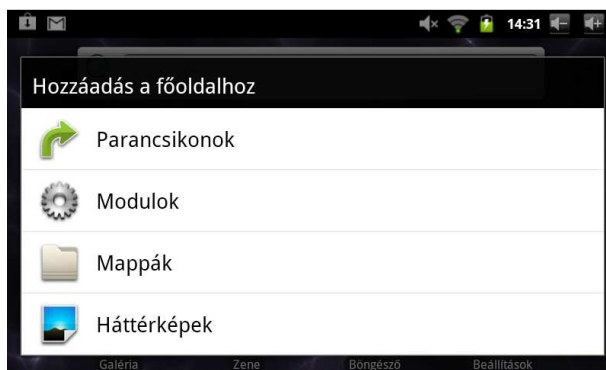 14:31
Hozzáadás a főoldalhoz
Parancsikonok
Modulok
Mappák
Háttérképek
Galéria Zene Böngésző Beállítások